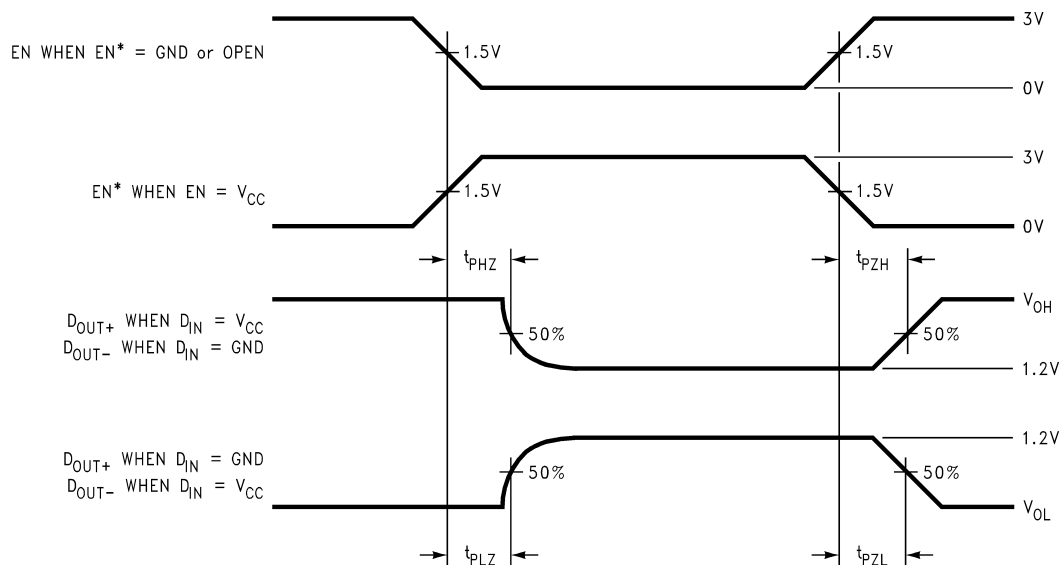 3V
EN WHEN EN* = GND or OPEN
1.5V
1.5V
0V
3V
EN* WHEN EN = VCC
1.5V
1.5V
0V
tPHZ
tPZH
VOH
DOUT+ WHEN DIN = VCC
DOUT− WHEN DIN = GND
50%
50%
1.2V
1.2V
DOUT+ WHEN DIN = GND
DOUT− WHEN DIN = VCC
50%
50%
VOL
tPLZ
tPZL